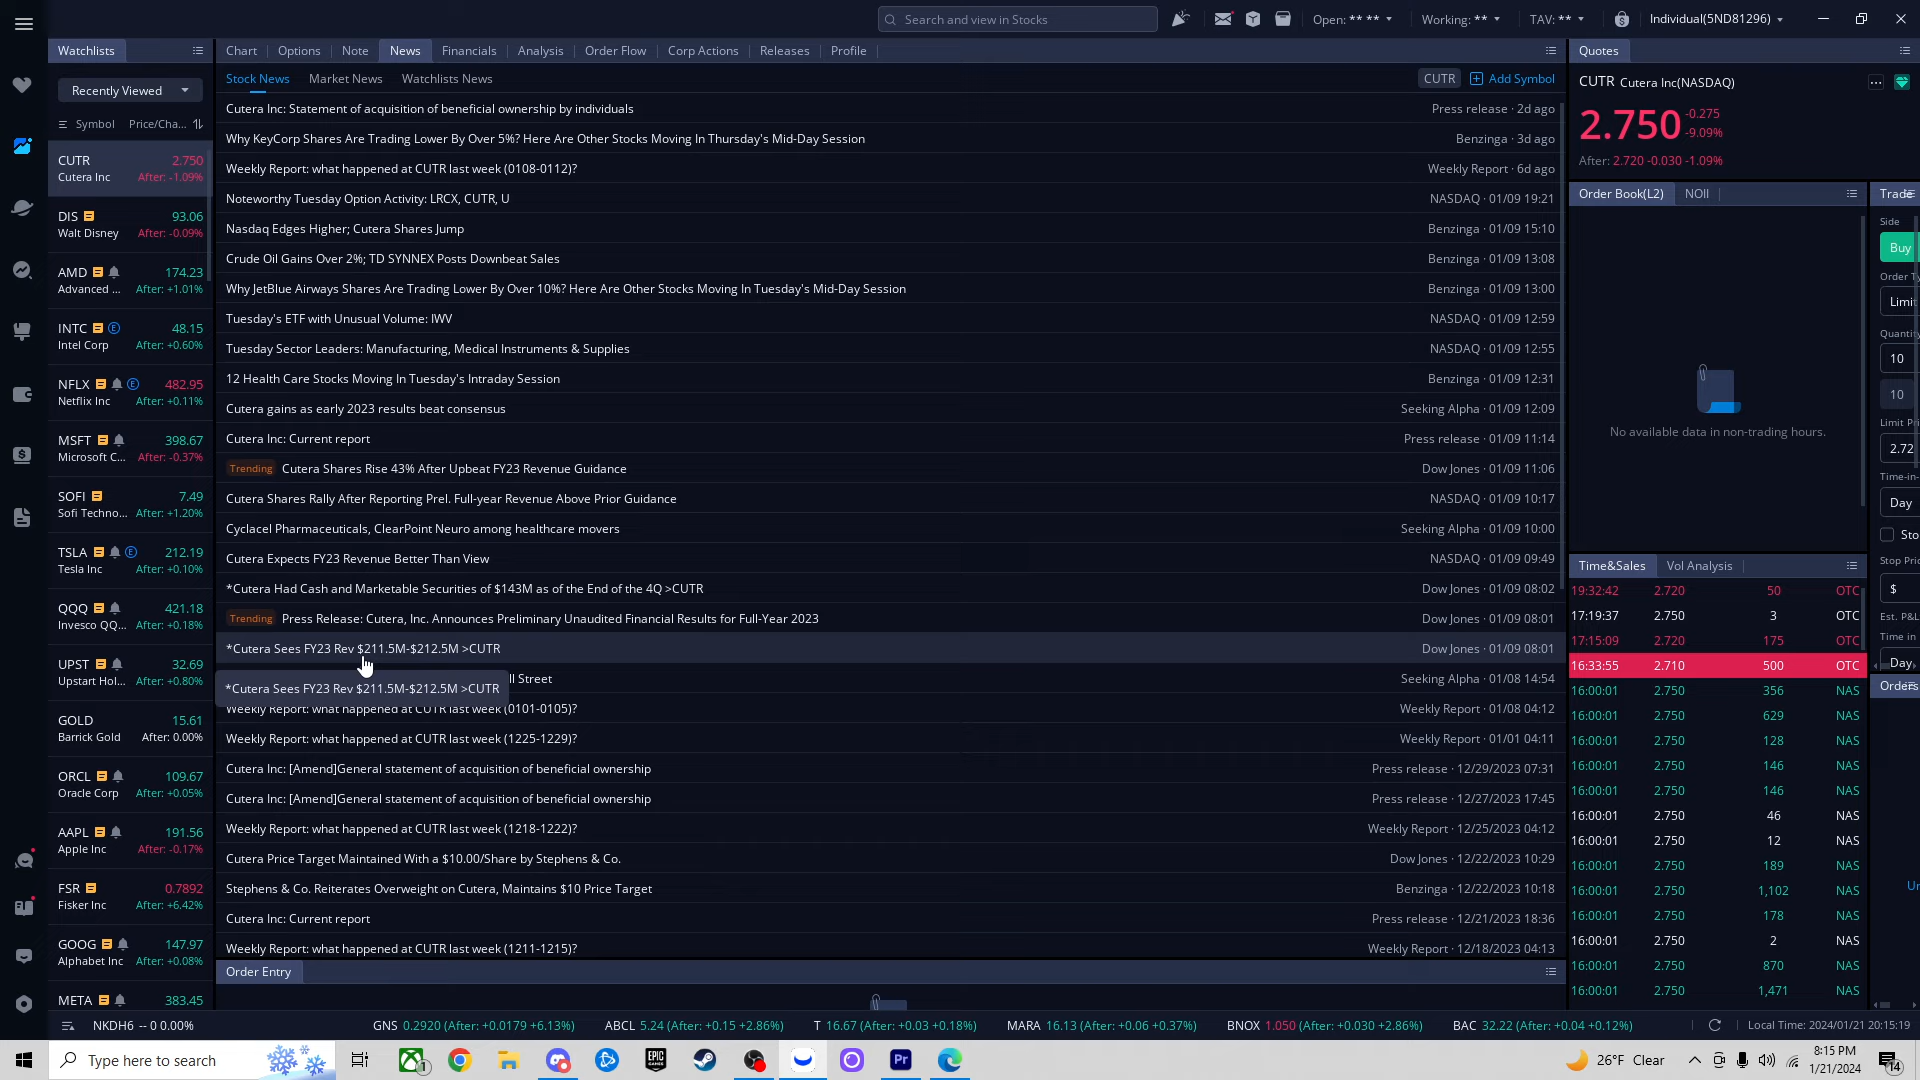 Search and view in Stocks
Open: ** **
Working: **
TAV: **
Individual(5ND81296)
Watchlists
Chart
Options
Note
News
Financials
Analysis
Order Flow
Corp Actions
Releases
Profile
Quotes
Recently Viewed
Symbol Price/Cha...
CUTR 2.750
Cutera Inc After: -1.09%
DIS 93.06
Walt Disney After: -0.09%
AMD 174.23
Advanced ... After: +1.01%
INTC E 48.15
Intel Corp After: +0.60%
NFLX E 482.95
Netflix Inc After: +0.11%
MSFT 398.67
Microsoft C... After: -0.37%
SOFI 7.49
Sofi Techno... After: +1.20%
TSLA E 212.19
Tesla Inc After: +0.10%
QQQ 421.18
Invesco QQ... After: +0.18%
UPST 32.69
Upstart Hol... After: +0.80%
GOLD 15.61
Barrick Gold After: 0.00%
ORCL 109.67
Oracle Corp After: +0.05%
AAPL 191.56
Apple Inc After: -0.17%
FSR 0.7892
Fisker Inc After: +6.42%
GOOG 147.97
Alphabet Inc After: +0.08%
META 383.45
Stock News Market News Watchlists News CUTR Add Symbol
Cutera Inc: Statement of acquisition of beneficial ownership by individuals Press release · 2d ago
Why KeyCorp Shares Are Trading Lower By Over 5%? Here Are Other Stocks Moving In Thursday's Mid-Day Session Benzinga · 3d ago
Weekly Report: what happened at CUTR last week (0108-0112)? Weekly Report · 6d ago
Noteworthy Tuesday Option Activity: LRCX, CUTR, U NASDAQ · 01/09 19:21
Nasdaq Edges Higher; Cutera Shares Jump Benzinga · 01/09 15:10
Crude Oil Gains Over 2%; TD SYNNEX Posts Downbeat Sales Benzinga · 01/09 13:08
Why JetBlue Airways Shares Are Trading Lower By Over 10%? Here Are Other Stocks Moving In Tuesday's Mid-Day Session Benzinga · 01/09 13:00
Tuesday's ETF with Unusual Volume: IWV NASDAQ · 01/09 12:59
Tuesday Sector Leaders: Manufacturing, Medical Instruments & Supplies NASDAQ · 01/09 12:55
12 Health Care Stocks Moving In Tuesday's Intraday Session Benzinga · 01/09 12:31
Cutera gains as early 2023 results beat consensus Seeking Alpha · 01/09 12:09
Cutera Inc: Current report Press release · 01/09 11:14
Trending Cutera Shares Rise 43% After Upbeat FY23 Revenue Guidance Dow Jones · 01/09 11:06
Cutera Shares Rally After Reporting Prel. Full-year Revenue Above Prior Guidance NASDAQ · 01/09 10:17
Cyclacel Pharmaceuticals, ClearPoint Neuro among healthcare movers Seeking Alpha · 01/09 10:00
Cutera Expects FY23 Revenue Better Than View NASDAQ · 01/09 09:49
*Cutera Had Cash and Marketable Securities of $143M as of the End of the 4Q >CUTR Dow Jones · 01/09 08:02
Trending Press Release: Cutera, Inc. Announces Preliminary Unaudited Financial Results for Full-Year 2023 Dow Jones · 01/09 08:01
*Cutera Sees FY23 Rev $211.5M-$212.5M >CUTR Dow Jones · 01/09 08:01
*Cutera Sees FY23 Rev $211.5M-$212.5M >CUTR
ll Street Seeking Alpha · 01/08 14:54
Weekly Report: what happened at CUTR last week (0101-0105)? Weekly Report · 01/08 04:12
Weekly Report: what happened at CUTR last week (1225-1229)? Weekly Report · 01/01 04:11
Cutera Inc: [Amend]General statement of acquisition of beneficial ownership Press release · 12/29/2023 07:31
Cutera Inc: [Amend]General statement of acquisition of beneficial ownership Press release · 12/27/2023 17:45
Weekly Report: what happened at CUTR last week (1218-1222)? Weekly Report · 12/25/2023 04:12
Cutera Price Target Maintained With a $10.00/Share by Stephens & Co. Dow Jones · 12/22/2023 10:29
Stephens & Co. Reiterates Overweight on Cutera, Maintains $10 Price Target Benzinga · 12/22/2023 10:18
Cutera Inc: Current report Press release · 12/21/2023 18:36
Weekly Report: what happened at CUTR last week (1211-1215)? Weekly Report · 12/18/2023 04:13
Order Entry
CUTR Cutera Inc(NASDAQ)
2.750 -0.275
-9.09%
After: 2.720 -0.030 -1.09%
Order Book(L2) NOII
No available data in non-trading hours.
Trade
Side
Buy
Order Ty
Limi
Quantity
10
10
Limit Pri
2.72
Time-in-
Day
Sto
Stop Pric
$
Est. P&L
Time in
Day
Orders
Un
Time&Sales Vol Analysis
19:32:42 2.720 50 OTC
17:19:37 2.750 3 OTC
17:15:09 2.720 175 OTC
16:33:55 2.710 500 OTC
16:00:01 2.750 356 NAS
16:00:01 2.750 629 NAS
16:00:01 2.750 128 NAS
16:00:01 2.750 146 NAS
16:00:01 2.750 146 NAS
16:00:01 2.750 46 NAS
16:00:01 2.750 12 NAS
16:00:01 2.750 189 NAS
16:00:01 2.750 1,102 NAS
16:00:01 2.750 178 NAS
16:00:01 2.750 2 NAS
16:00:01 2.750 870 NAS
16:00:01 2.750 1,471 NAS
NKDH6 -- 0 0.00% GNS 0.2920 (After: +0.0179 +6.13%) ABCL 5.24 (After: +0.15 +2.86%) T 16.67 (After: +0.03 +0.18%) MARA 16.13 (After: +0.06 +0.37%) BNOX 1.050 (After: +0.030 +2.86%) BAC 32.22 (After: +0.04 +0.12%) Local Time: 2024/01/21 20:15:19
Type here to search
1
EPIC GAMES
Pr
26°F Clear
8:15 PM
1/21/2024
14